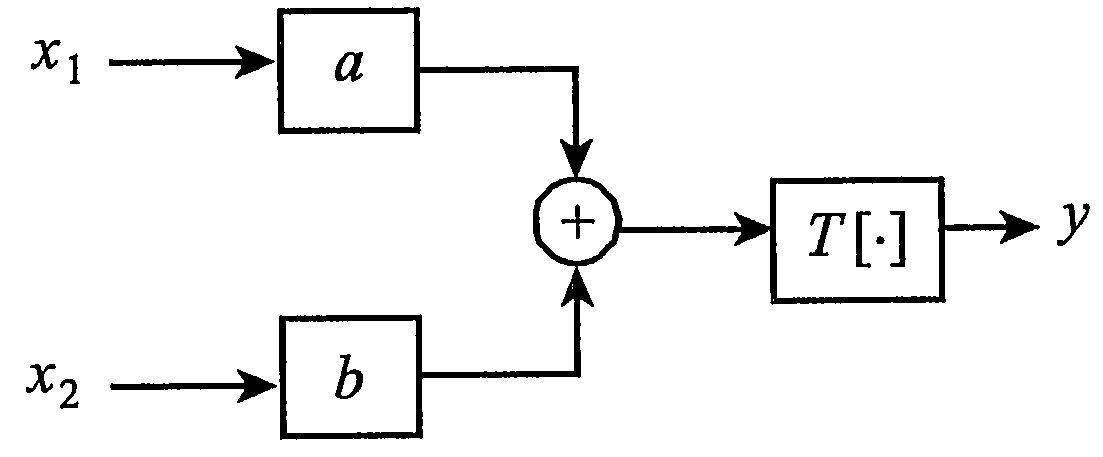 x₁
a
+
T[·]
y
x₂
b